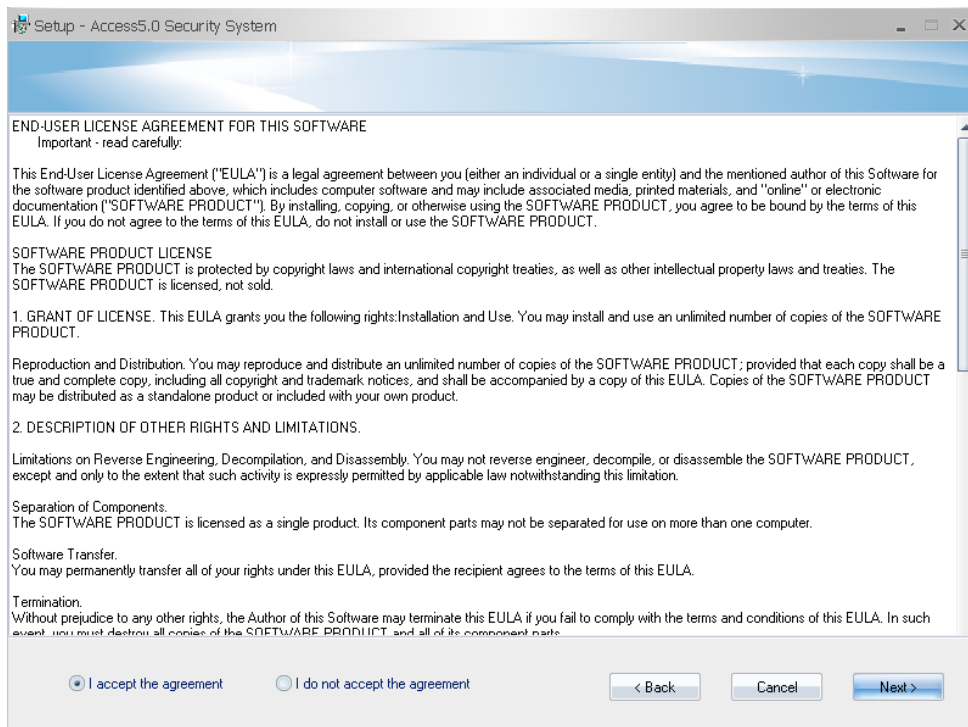 Setup - Access5.0 Security System
END-USER LICENSE AGREEMENT FOR THIS SOFTWARE
Important - read carefully:
This End-User License Agreement ("EULA") is a legal agreement between you (either an individual or a single entity) and the mentioned author of this Software for
the software product identified above, which includes computer software and may include associated media, printed materials, and "online" or electronic
documentation ("SOFTWARE PRODUCT"). By installing, copying, or otherwise using the SOFTWARE PRODUCT, you agree to be bound by the terms of this
EULA. If you do not agree to the terms of this EULA, do not install or use the SOFTWARE PRODUCT.
SOFTWARE PRODUCT LICENSE
The SOFTWARE PRODUCT is protected by copyright laws and international copyright treaties, as well as other intellectual property laws and treaties. The
SOFTWARE PRODUCT is licensed, not sold.
1. GRANT OF LICENSE. This EULA grants you the following rights:Installation and Use. You may install and use an unlimited number of copies of the SOFTWARE
PRODUCT.
Reproduction and Distribution. You may reproduce and distribute an unlimited number of copies of the SOFTWARE PRODUCT; provided that each copy shall be a
true and complete copy, including all copyright and trademark notices, and shall be accompanied by a copy of this EULA. Copies of the SOFTWARE PRODUCT
may be distributed as a standalone product or included with your own product.
2. DESCRIPTION OF OTHER RIGHTS AND LIMITATIONS.
Limitations on Reverse Engineering, Decompilation, and Disassembly. You may not reverse engineer, decompile, or disassemble the SOFTWARE PRODUCT,
except and only to the extent that such activity is expressly permitted by applicable law notwithstanding this limitation.
Separation of Components.
The SOFTWARE PRODUCT is licensed as a single product. Its component parts may not be separated for use on more than one computer.
Software Transfer.
You may permanently transfer all of your rights under this EULA, provided the recipient agrees to the terms of this EULA.
Termination.
Without prejudice to any other rights, the Author of this Software may terminate this EULA if you fail to comply with the terms and conditions of this EULA. In such
event, you must destroy all copies of the SOFTWARE PRODUCT and all of its component parts.
I accept the agreement
I do not accept the agreement
< Back
Cancel
Next >